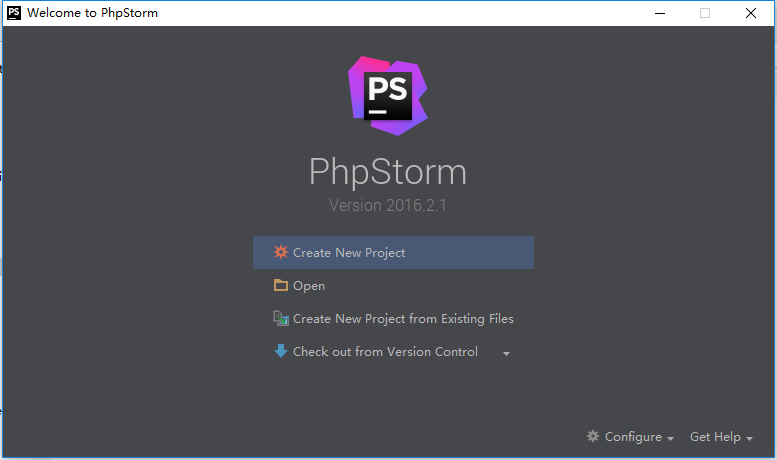 PS
Welcome to PhpStorm
PS
PhpStorm
Version 2016.2.1
Create New Project
Open
Create New Project from Existing Files
Check out from Version Control
Configure
Get Help